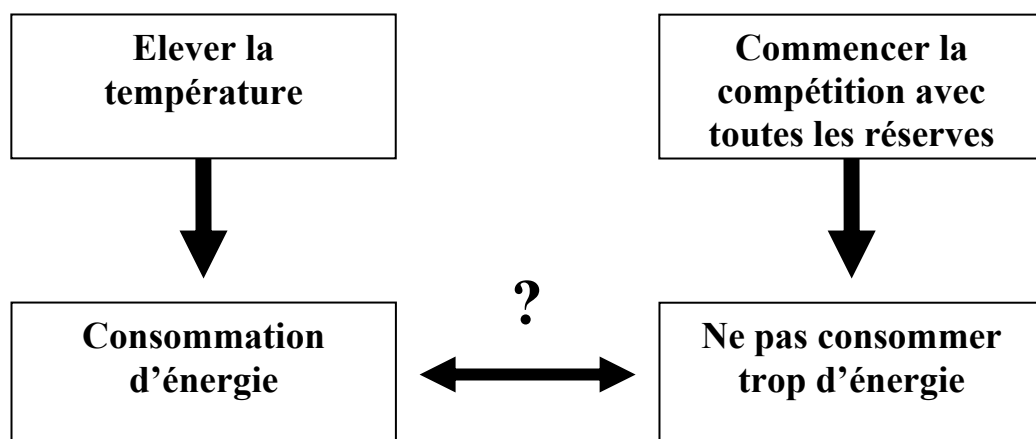 Elever la
température
Commencer la
compétition avec
toutes les réserves
?
Consommation
d’énergie
Ne pas consommer
trop d’énergie